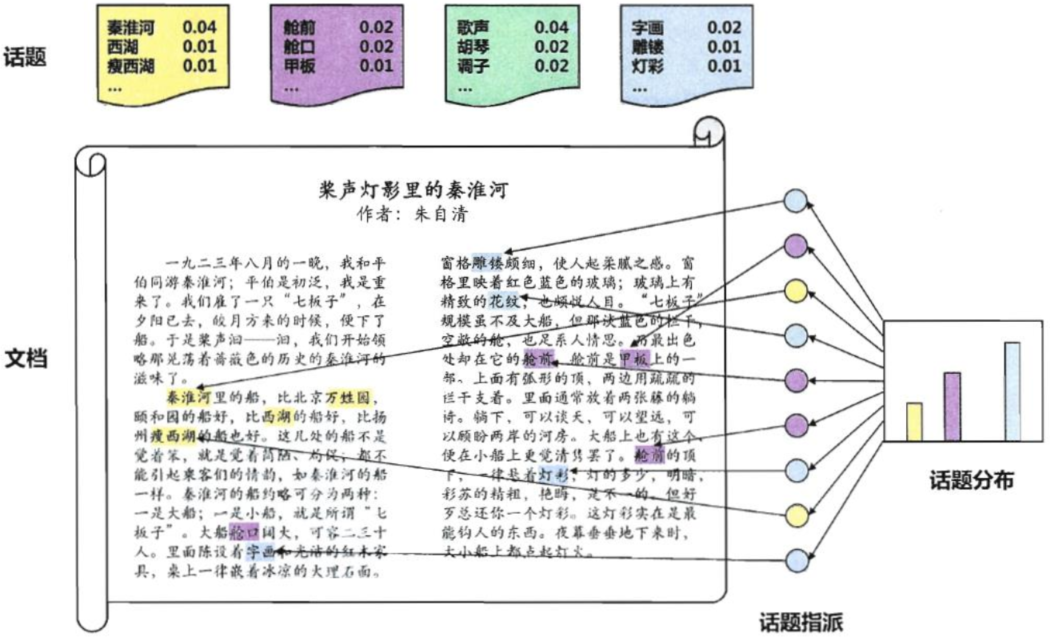 话题
秦淮河 0.04
西湖 0.01
瘦西湖 0.01
...
舱前 0.02
舱口 0.02
甲板 0.01
...
歌声 0.04
胡琴 0.02
调子 0.02
...
字画 0.02
雕镂 0.01
灯彩 0.01
...
文档
桨声灯影里的秦淮河
作者：朱自清
一九二三年八月的一晚，我和平
伯同游秦淮河；平伯是初泛，我是重
来了。我们雇了一只“七板子”，在
夕阳已去，皎月方来的时候，便下了
船。于是桨声汩——汩，我们开始领
略那晃荡着蔷薇色的历史的秦淮河的
滋味了。
秦淮河里的船，比北京万甡园，
颐和园的船好，比西湖的船好，比扬
州瘦西湖的船也好。这几处的船不是
觉着笨，就是觉着简陋、局促；都不
能引起乘客们的情韵，如秦淮河的船
一样。秦淮河的船约略可分为两种：
一是大船；一是小船，就是所谓“七
板子”。大船舱口阔大，可容二三十
人。里面陈设着字画和光洁的红木家
具，桌上一律嵌着冰凉的大理石面。
窗格雕镂颇细，使人起柔腻之感。窗
格里映着红色蓝色的玻璃；玻璃上有
精致的花纹，也颇悦人目。“七板子”
规模虽不及大船，但那淡蓝色的栏干，
空敞的舱，也足系人情思。而最出色
处却在它的舱前。舱前是甲板上的一
部。上面有弧形的顶，两边用疏疏的
栏干支着。里面通常放着两张藤的躺
椅。躺下，可以谈天，可以望远，可
以顾盼两岸的河房。大船上也有这个，
便在小船上更觉清隽罢了。舱前的顶
下，一律悬着灯彩；灯的多少，明暗，
彩苏的精粗，艳晦，是不一的。但好
歹总还你一个灯彩。这灯彩实在是最
能钩人的东西。夜幕垂垂地下来时，
大小船上都点起灯火。
话题指派
话题分布